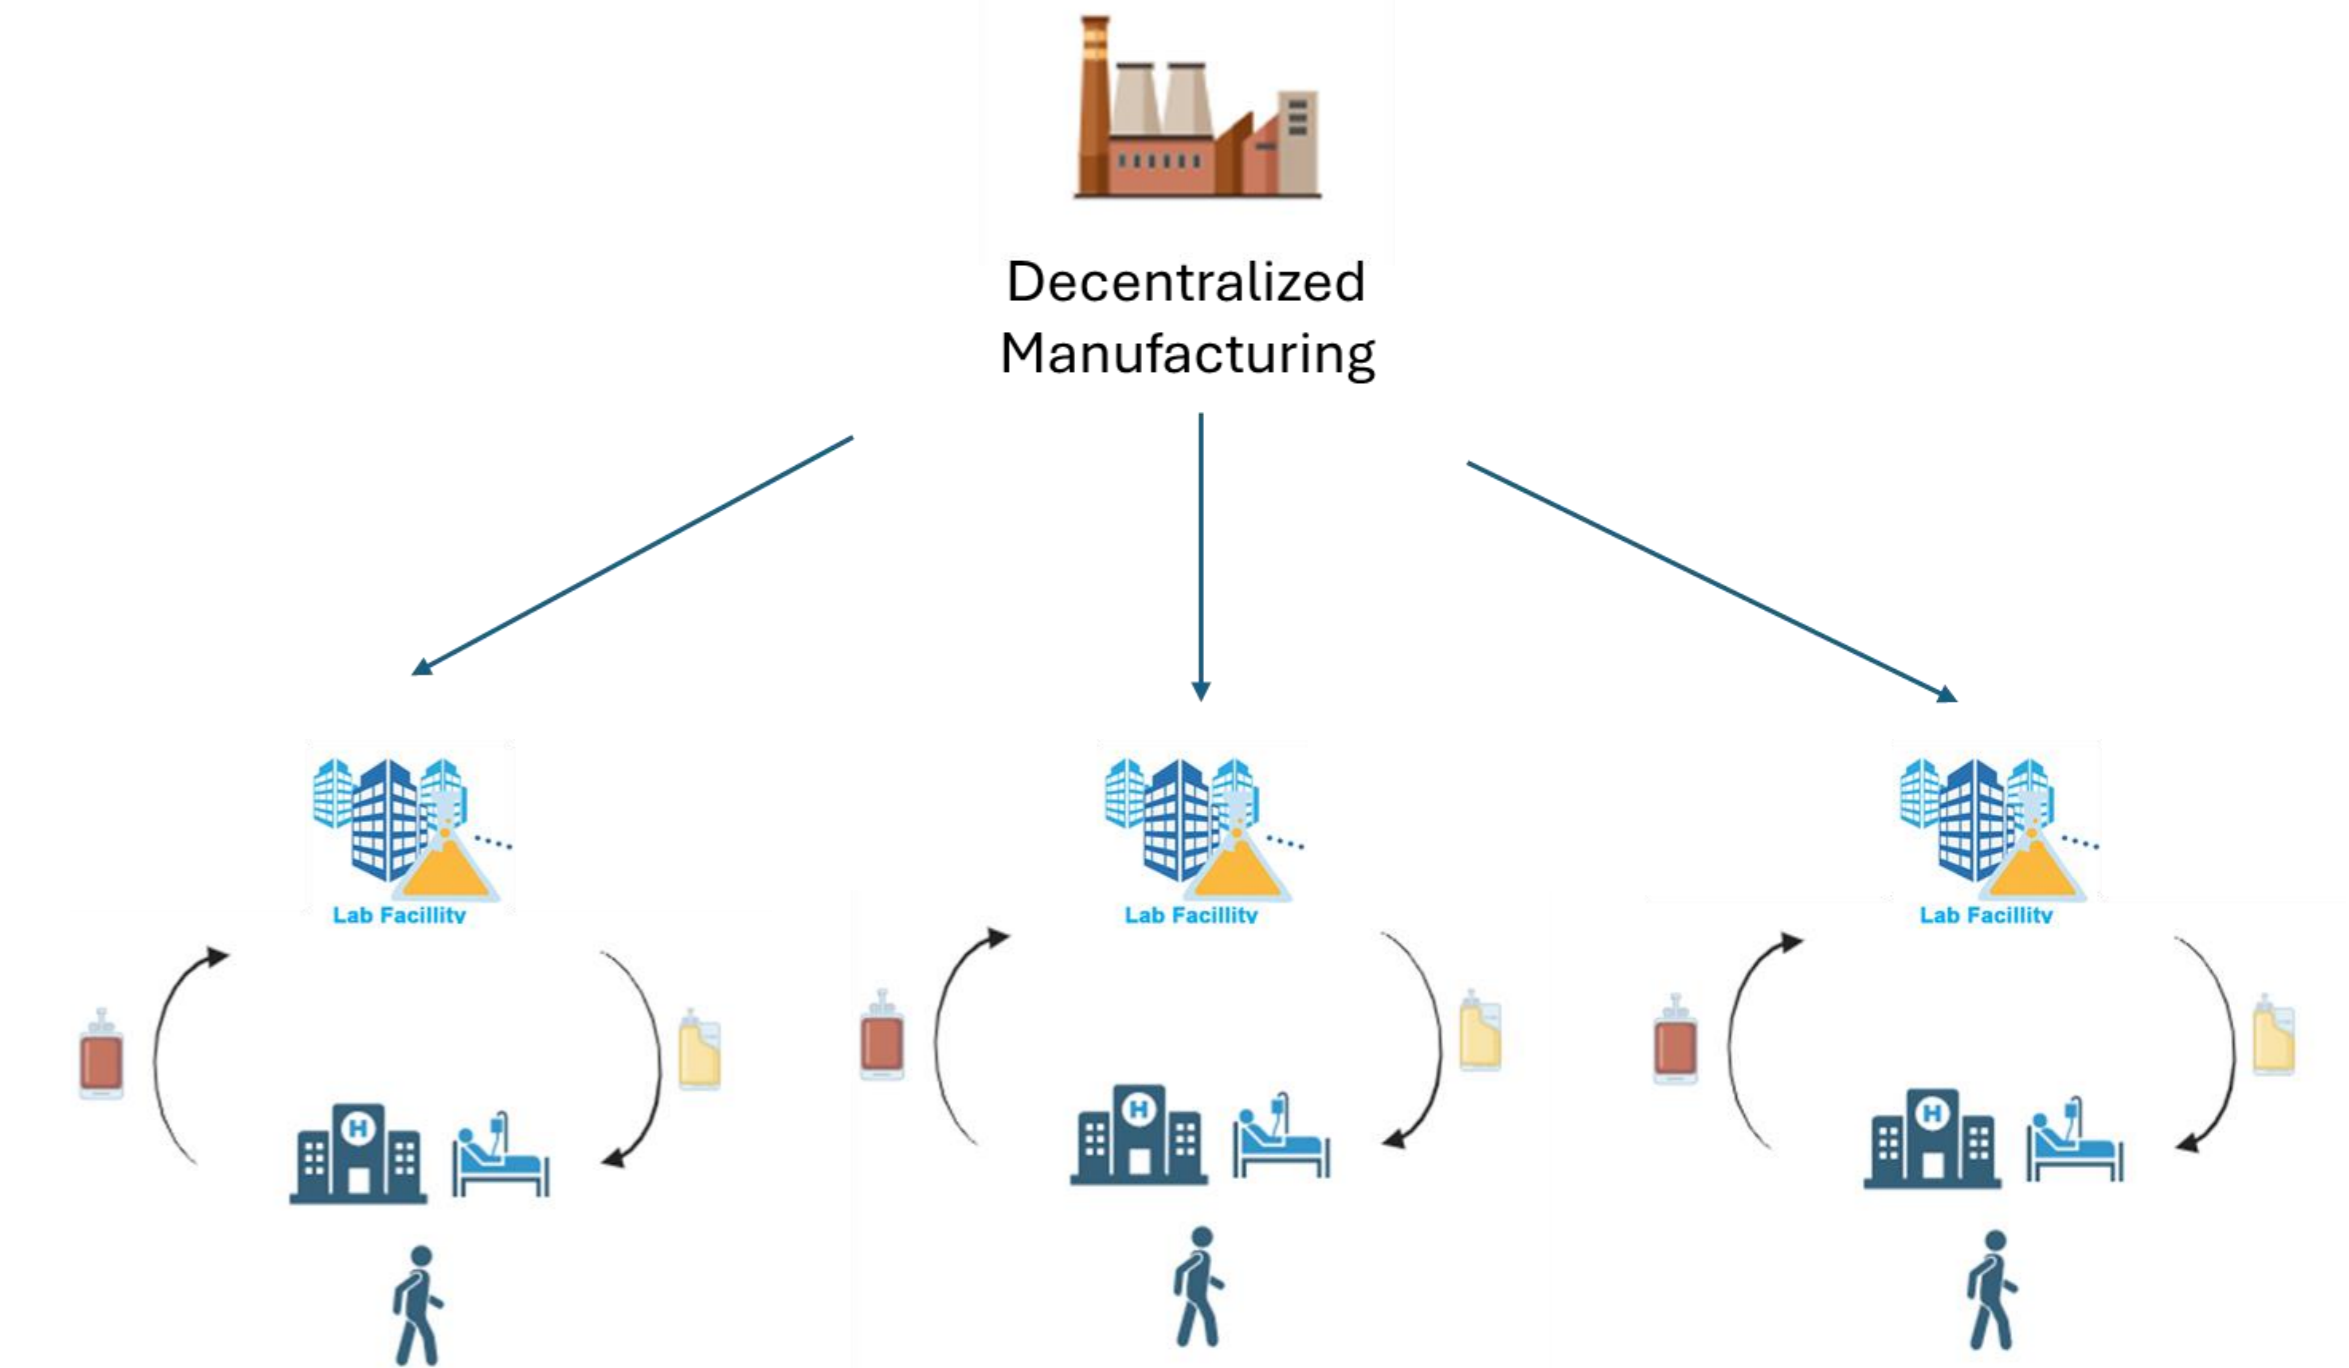 Decentralized
Manufacturing
Lab Facillity
Lab Facillity
Lab Facillity
H
H
H